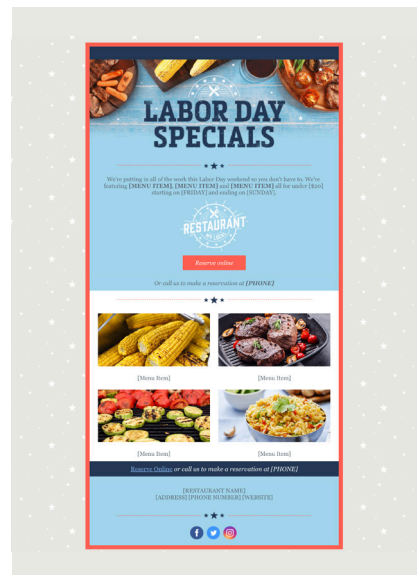 LABOR DAY
SPECIALS
We're putting in all of the work this Labor Day weekend so you don't have to. We're
featuring [MENU ITEM], [MENU ITEM] and [MENU ITEM] all for under [$20]
starting on [FRIDAY] and ending on [SUNDAY].
RESTAURANT
Reserve online
Or call us to make a reservation at [PHONE]
[Menu Item]
[Menu Item]
[Menu Item]
[Menu Item]
Reserve Online or call us to make a reservation at [PHONE]
[RESTAURANT NAME]
[ADDRESS] [PHONE NUMBER] [WEBSITE]